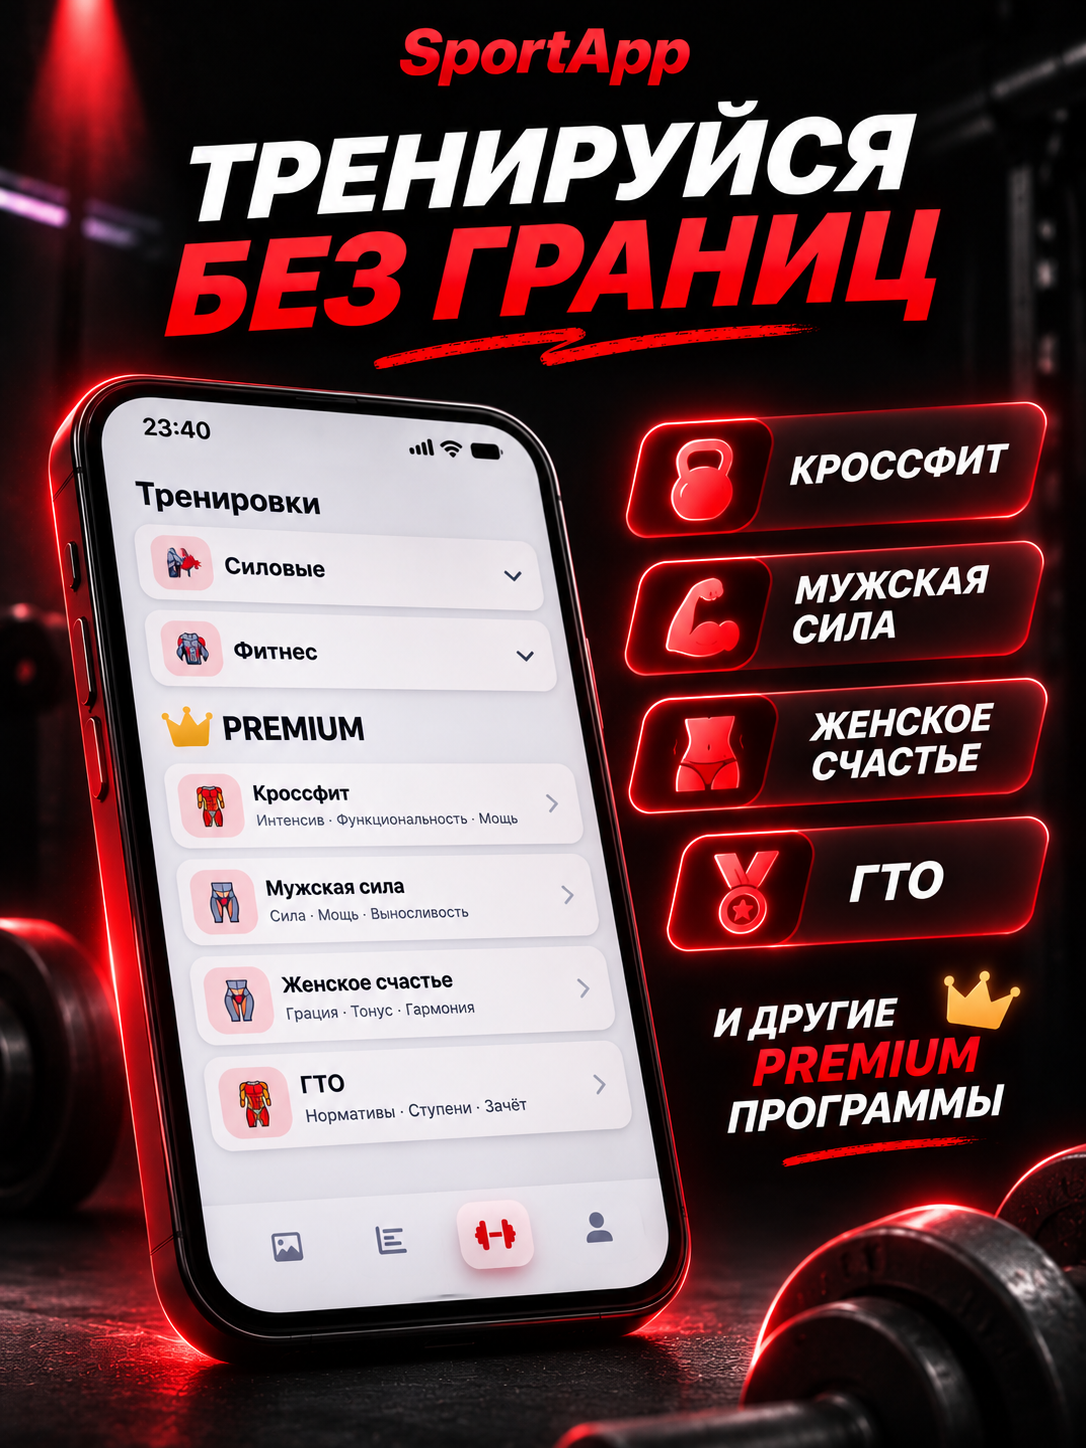 SportApp
ТРЕНИРУЙСЯ
БЕЗ ГРАНИЦ
23:40
Тренировки
Силовые
Фитнес
PREMIUM
Кроссфит
Интенсив · Функциональность · Мощь
Мужская сила
Сила · Мощь · Выносливость
Женское счастье
Грация · Тонус · Гармония
ГТО
Нормативы · Ступени · Зачёт
КРОССФИТ
МУЖСКАЯ
СИЛА
ЖЕНСКОЕ
СЧАСТЬЕ
ГТО
И ДРУГИЕ
PREMIUM
ПРОГРАММЫ